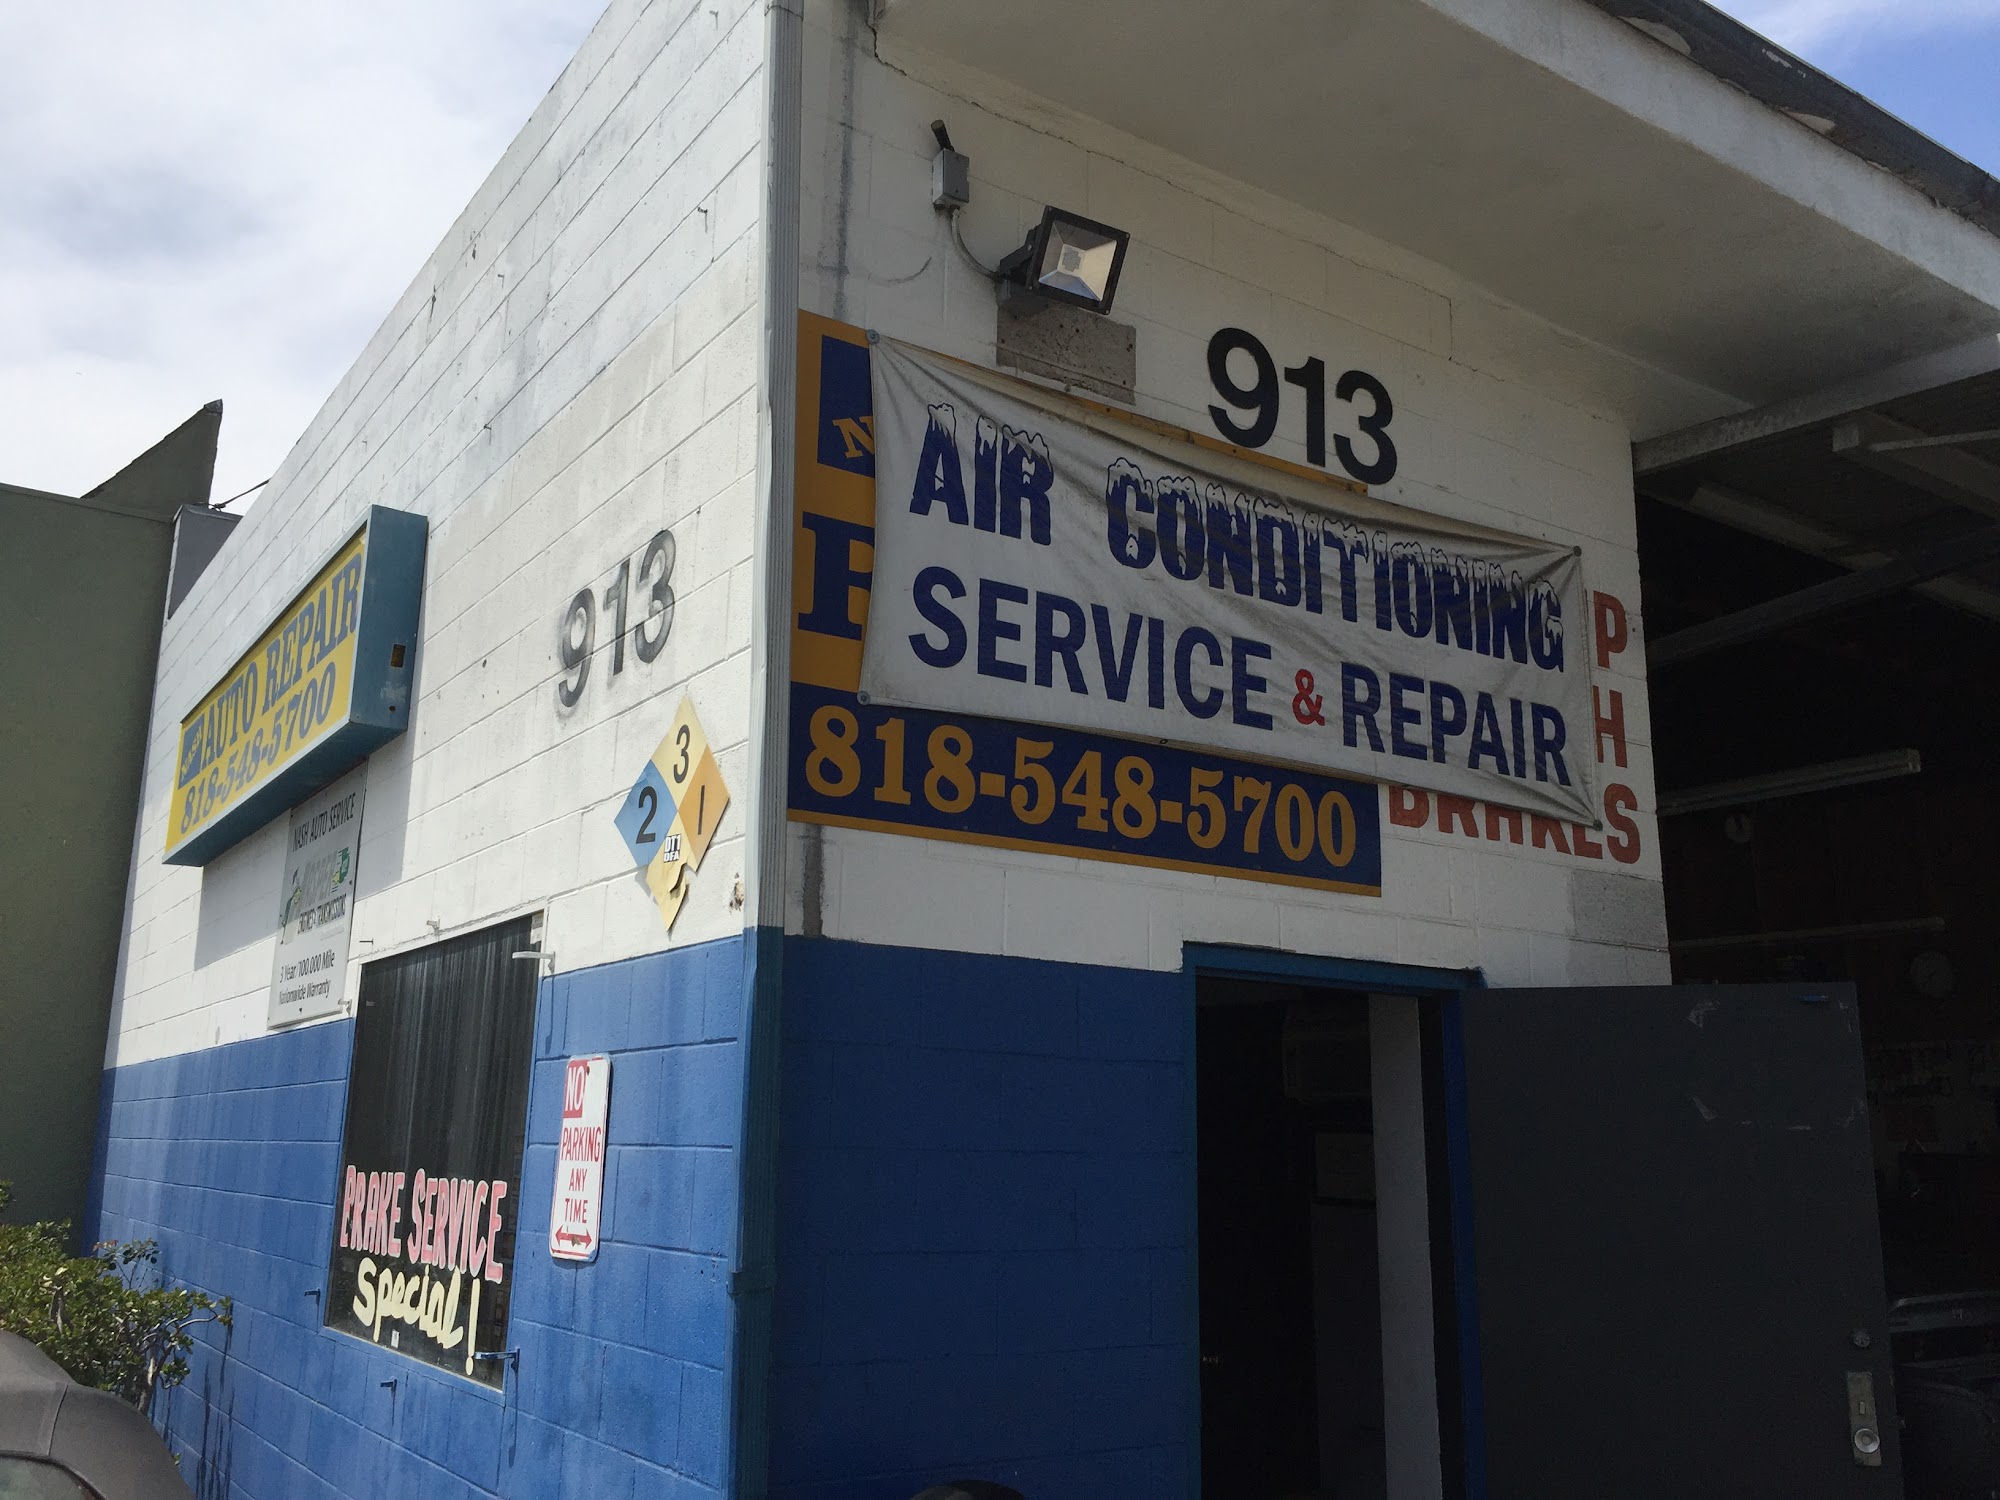 913
AIR CONDITIONING
SERVICE & REPAIR
818-548-5700
BRAKES
P
H
913
AUTO REPAIR
818-548-5700
3
2
1
NASH AUTO SERVICE
3 Year/100,000 Mile
Nationwide Warranty
NO
PARKING
ANY
TIME
BRAKE SERVICE
Special!